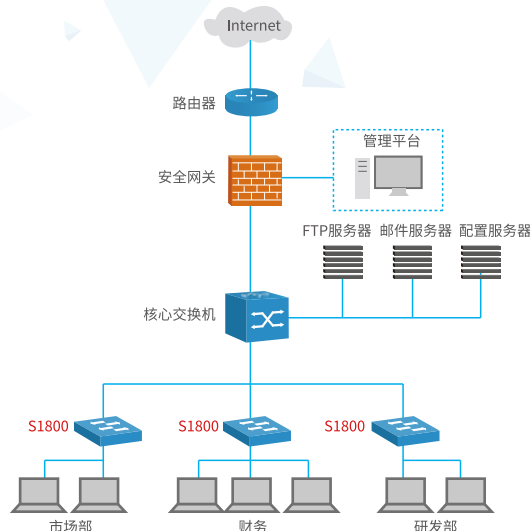 Internet
路由器
管理平台
安全网关
FTP服务器 邮件服务器 配置服务器
核心交换机
S1800 S1800 S1800
市场部 财务 研发部